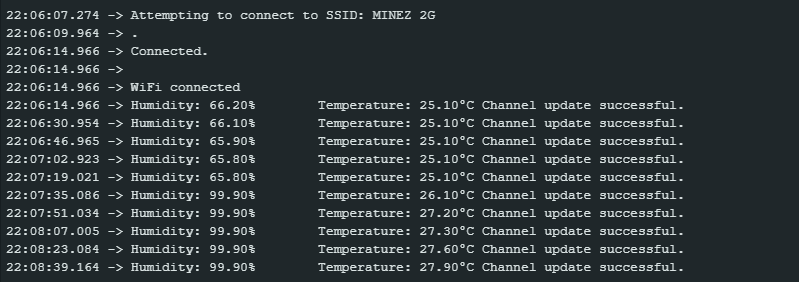 22:06:07.274 -> Attempting to connect to SSID: MINEZ 2G
22:06:09.964 -> .
22:06:14.966 -> Connected.
22:06:14.966 ->
22:06:14.966 -> WiFi connected
22:06:14.966 -> Humidity: 66.20%	Temperature: 25.10°C Channel update successful.
22:06:30.954 -> Humidity: 66.10%	Temperature: 25.10°C Channel update successful.
22:06:46.965 -> Humidity: 65.90%	Temperature: 25.10°C Channel update successful.
22:07:02.923 -> Humidity: 65.80%	Temperature: 25.10°C Channel update successful.
22:07:19.021 -> Humidity: 65.80%	Temperature: 25.10°C Channel update successful.
22:07:35.086 -> Humidity: 99.90%	Temperature: 26.10°C Channel update successful.
22:07:51.034 -> Humidity: 99.90%	Temperature: 27.20°C Channel update successful.
22:08:07.005 -> Humidity: 99.90%	Temperature: 27.30°C Channel update successful.
22:08:23.084 -> Humidity: 99.90%	Temperature: 27.60°C Channel update successful.
22:08:39.164 -> Humidity: 99.90%	Temperature: 27.90°C Channel update successful.